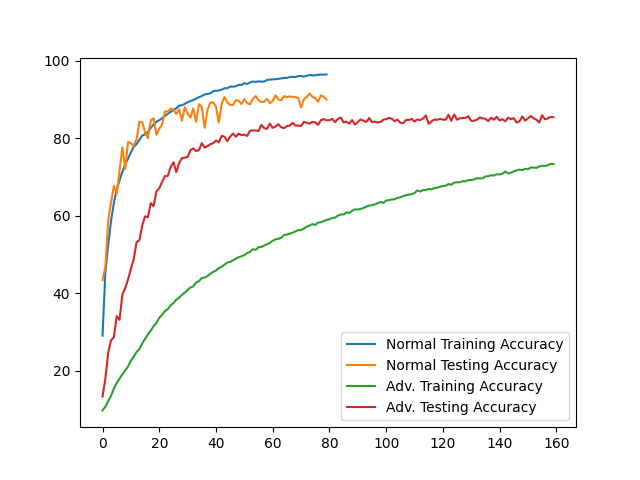 100
80
60
40
20
0 20 40 60 80 100 120 140 160
Normal Training Accuracy
Normal Testing Accuracy
Adv. Training Accuracy
Adv. Testing Accuracy